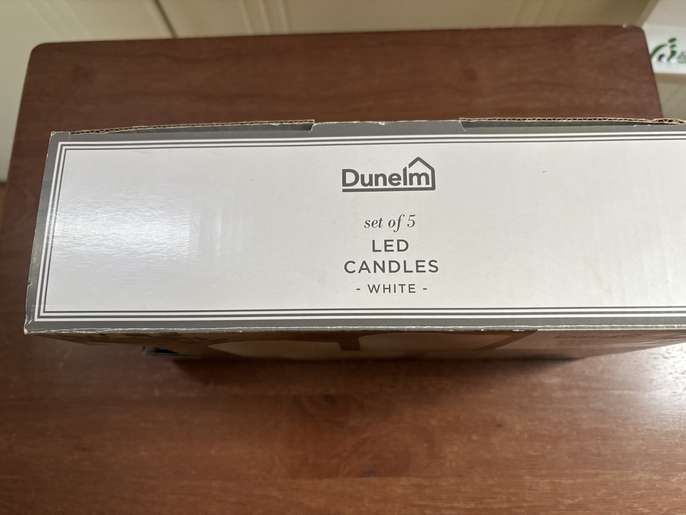 Dunelm
set of 5
LED
CANDLES
- WHITE -